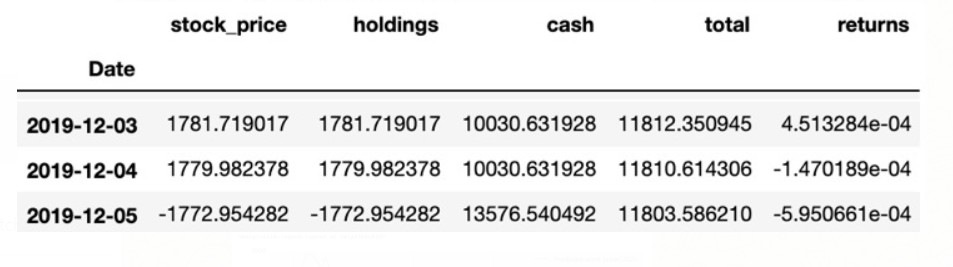 stock_price holdings cash total returns
Date
2019-12-03 1781.719017 1781.719017 10030.631928 11812.350945 4.513284e-04
2019-12-04 1779.982378 1779.982378 10030.631928 11810.614306 -1.470189e-04
2019-12-05 -1772.954282 -1772.954282 13576.540492 11803.586210 -5.950661e-04